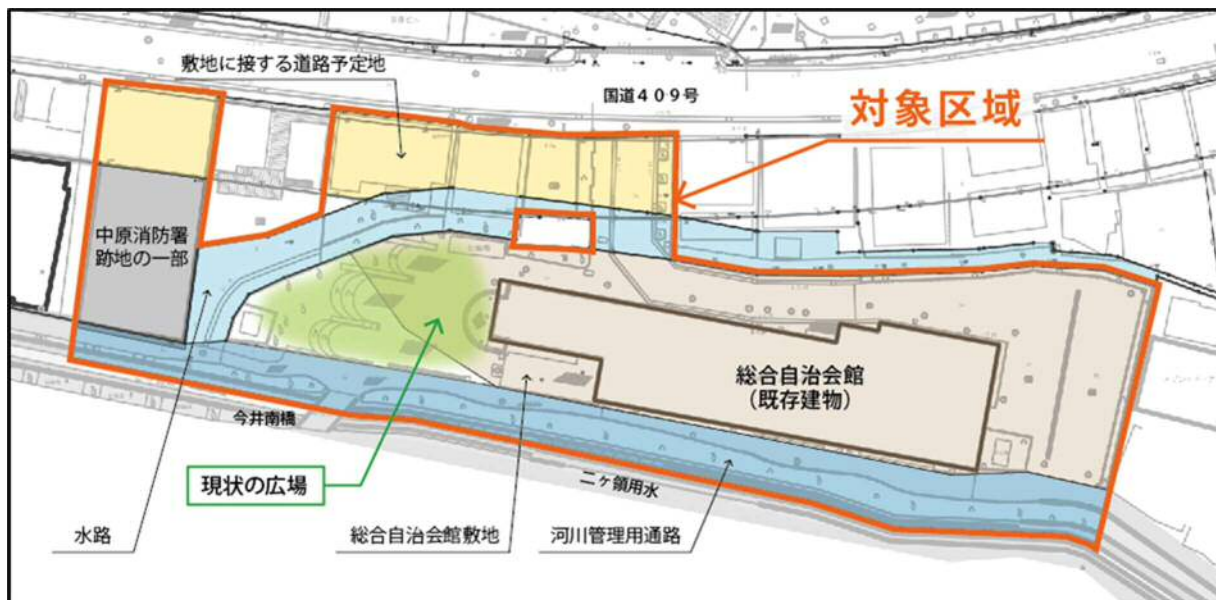 敷地に接する道路予定地
国道409号
対象区域
中原消防署
跡地の一部
総合自治会館
（既存建物）
今井南橋
現状の広場
二ヶ領用水
水路
総合自治会館敷地
河川管理用通路